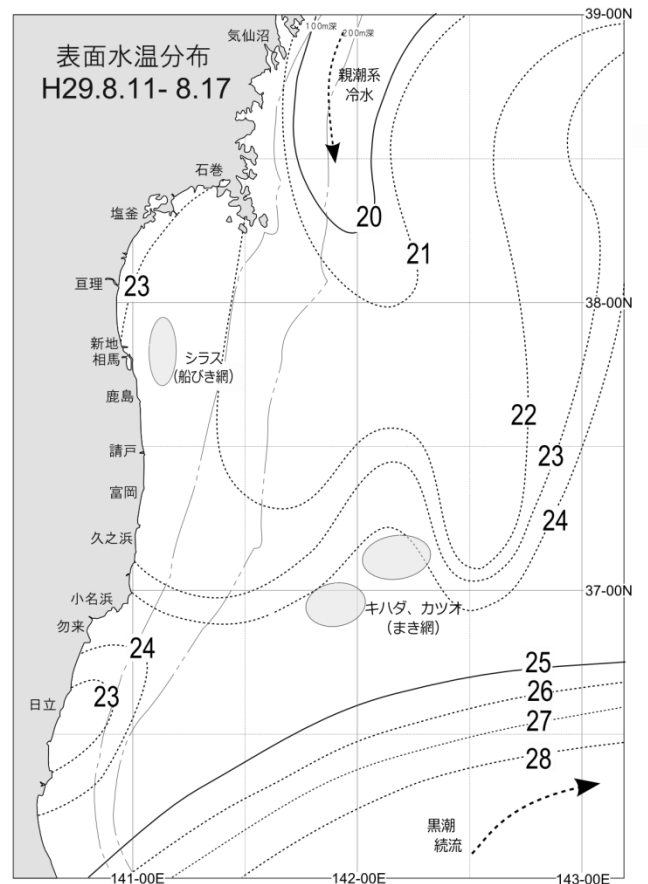 表面水温分布
H29.8.11- 8.17
気仙沼
100m深
200m深
39-00N
親潮系
冷水
石巻
塩釜
20
21
亘理
23
38-00N
新地
相馬
シラス
(船びき網)
鹿島
22
請戸
23
富岡
24
久之浜
37-00N
小名浜
キハダ、カツオ
(まき網)
勿来
24
25
23
26
日立
27
28
黒潮
続流
141-00E
142-00E
143-00E